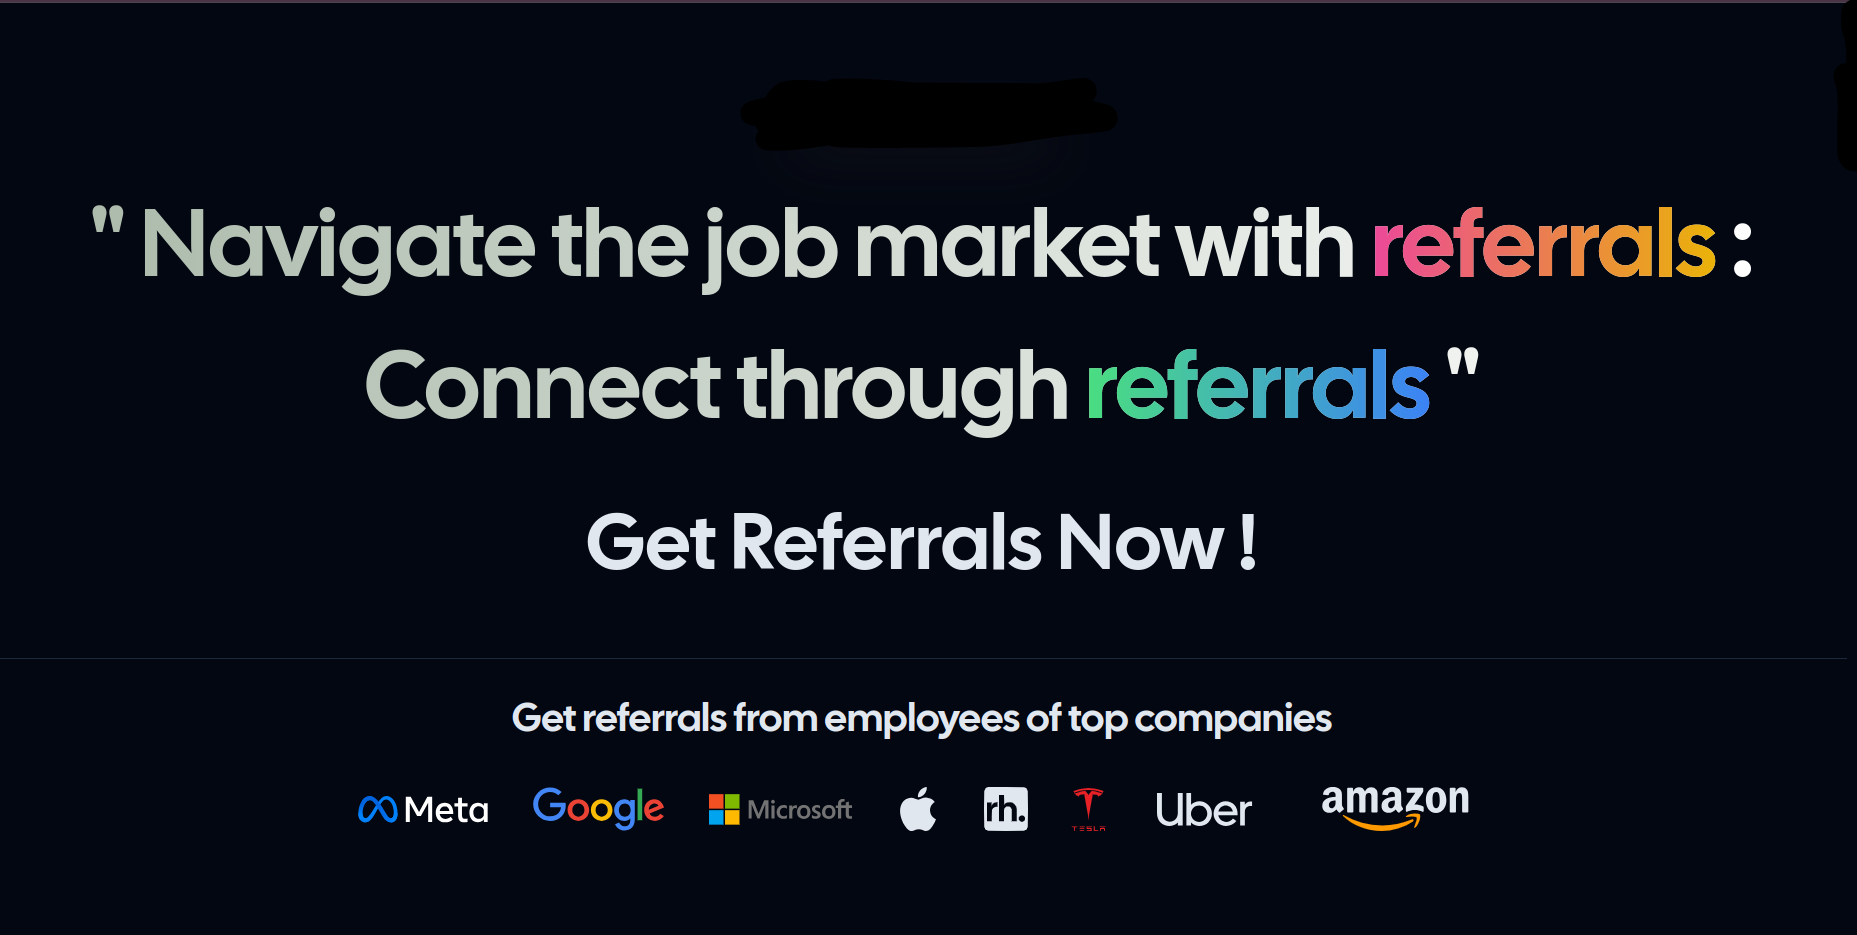 " Navigate the job market with referrals :
Connect through referrals "
Get Referrals Now !
Get referrals from employees of top companies
Meta Google Microsoft rh. TESLA Uber amazon